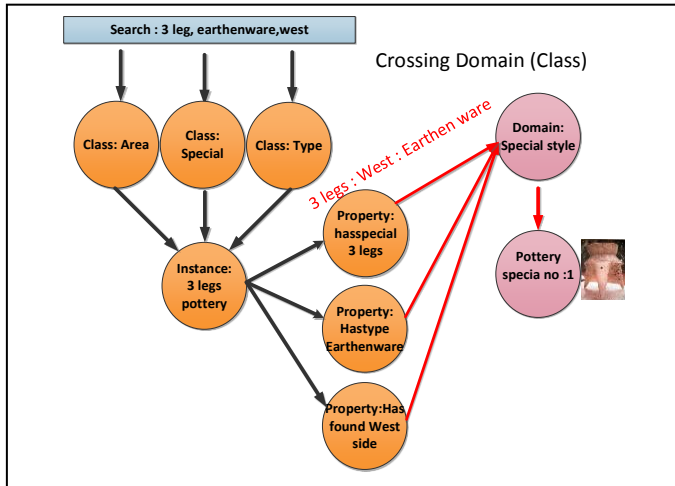 Search : 3 leg, earthenware,west
Crossing Domain (Class)
Class: Area
Class:
Special
Class: Type
3 legs : West : Earthen ware
Domain:
Special style
Property:
hasspecial
3 legs
Instance:
3 legs
pottery
Pottery
specia no :1
Property:
Hastype
Earthenware
Property:Has
found West
side